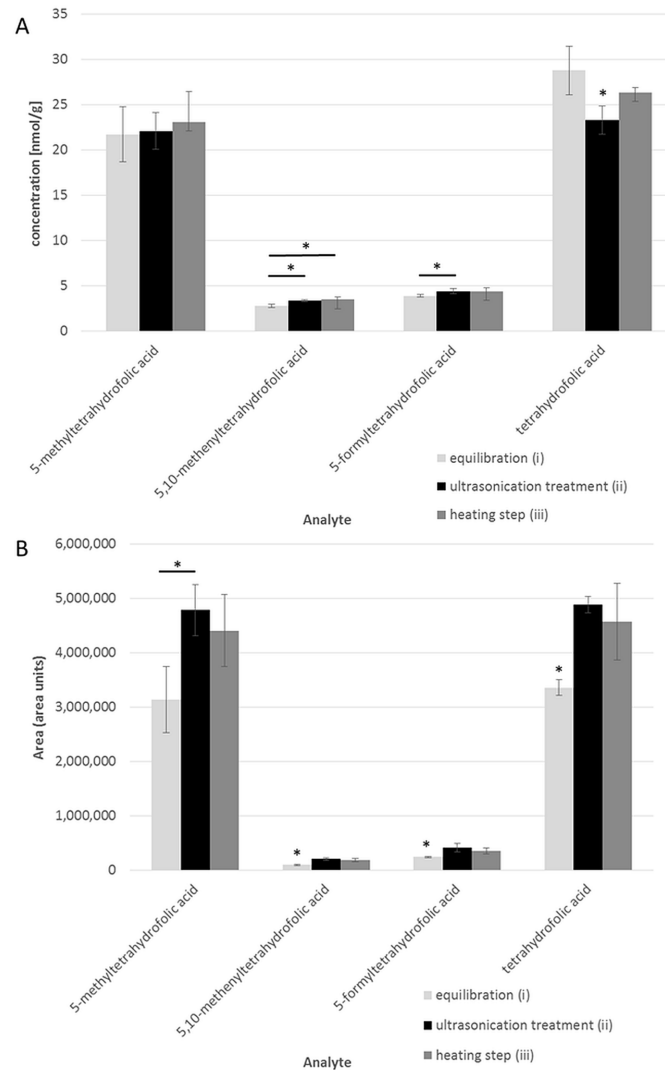 A
35
30
25
20
15
10
5
0
concentration [nmol/g]
*
*
*
*
5-methyltetrahydrofolic acid
5,10-methenyltetrahydrofolic acid
5-formyltetrahydrofolic acid
tetrahydrofolic acid
equilibration (i)
ultrasonication treatment (ii)
heating step (iii)
Analyte
B
6,000,000
5,000,000
4,000,000
3,000,000
2,000,000
1,000,000
0
Area (area units)
*
*
*
*
5-methyltetrahydrofolic acid
5,10-methenyltetrahydrofolic acid
5-formyltetrahydrofolic acid
tetrahydrofolic acid
equilibration (i)
ultrasonication treatment (ii)
heating step (iii)
Analyte